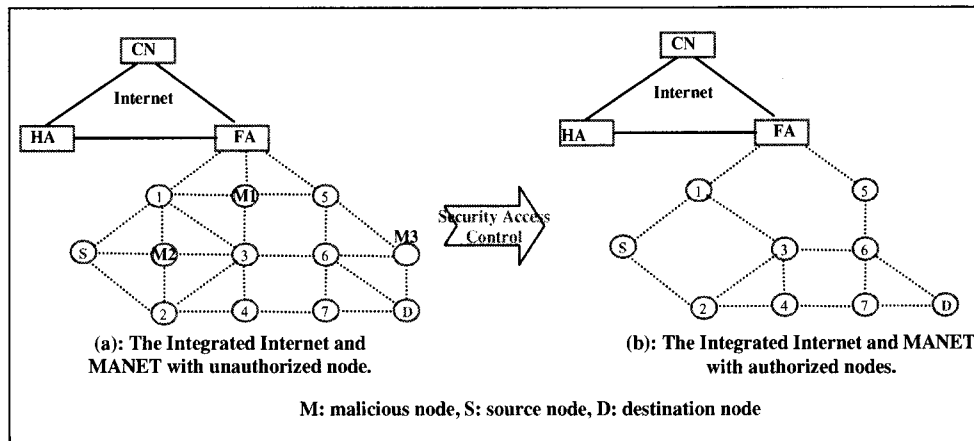 CN
Internet
HA
FA
1
M1
5
M3
S
M2
3
6
2
4
7
D
(a): The Integrated Internet and
MANET with unauthorized node.
Security Access
Control
CN
Internet
HA
FA
1
5
S
3
6
2
4
7
D
(b): The Integrated Internet and MANET
with authorized nodes.
M: malicious node, S: source node, D: destination node